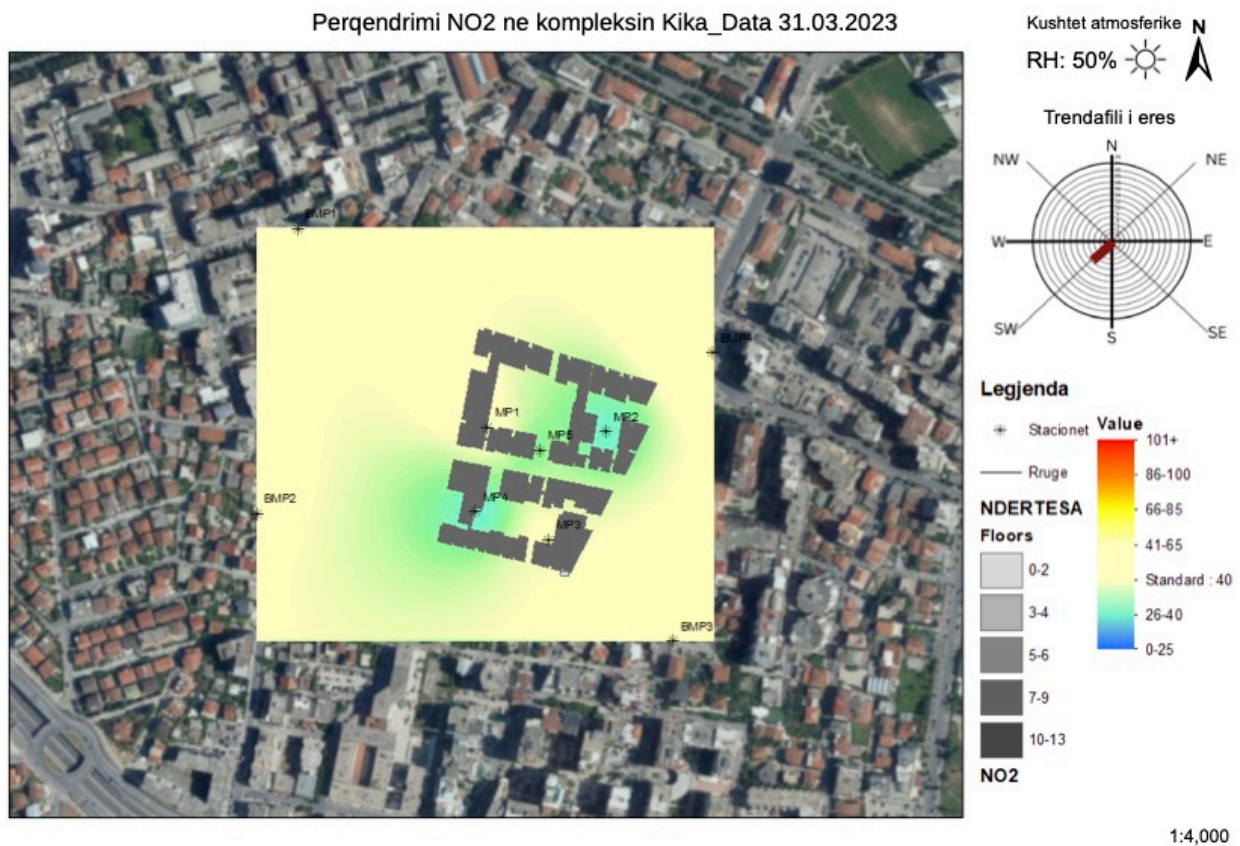 Perqendrimi NO2 ne kompleksin Kika_Data 31.03.2023
Kushtet atmosferike
N
RH: 50%
Trendafili i eres
N
NW
NE
W
E
SW
SE
S
BMP1
BMP4
MP1
MP2
MP5
BMP2
MP4
MP3
BMP3
Legjenda
Stacionet
Rruge
NDERTESA
Floors
0-2
3-4
5-6
7-9
10-13
NO2
Value
101+
86-100
66-85
41-65
Standard : 40
26-40
0-25
1:4,000